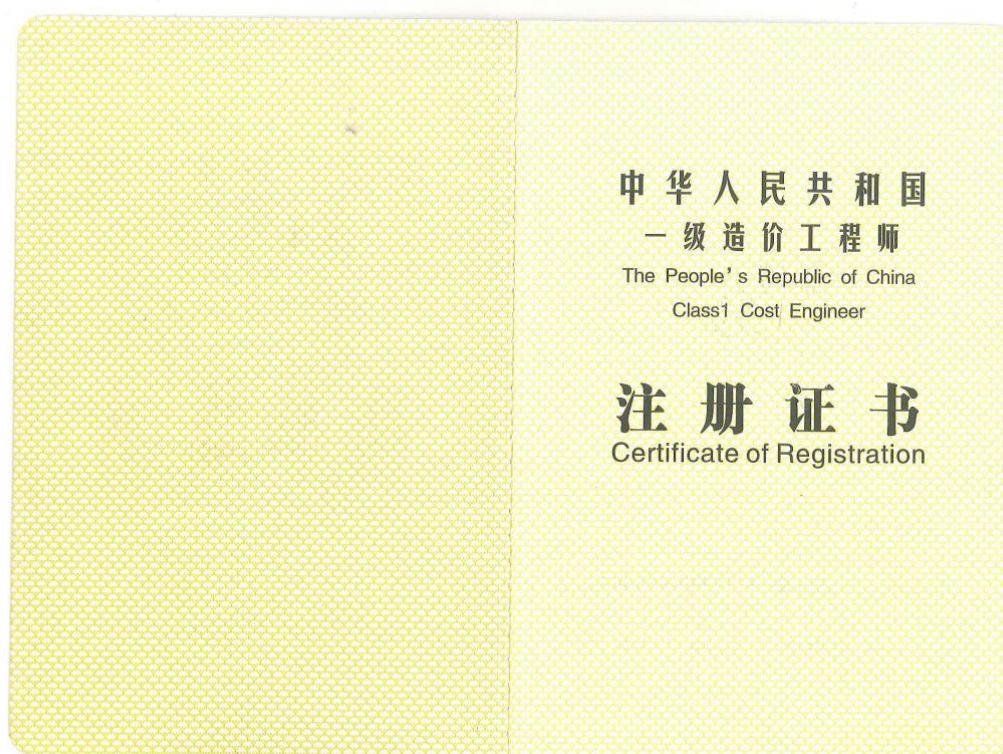 中华人民共和国
一级造价工程师
The People's Republic of China
Class1 Cost Engineer
注册证书
Certificate of Registration